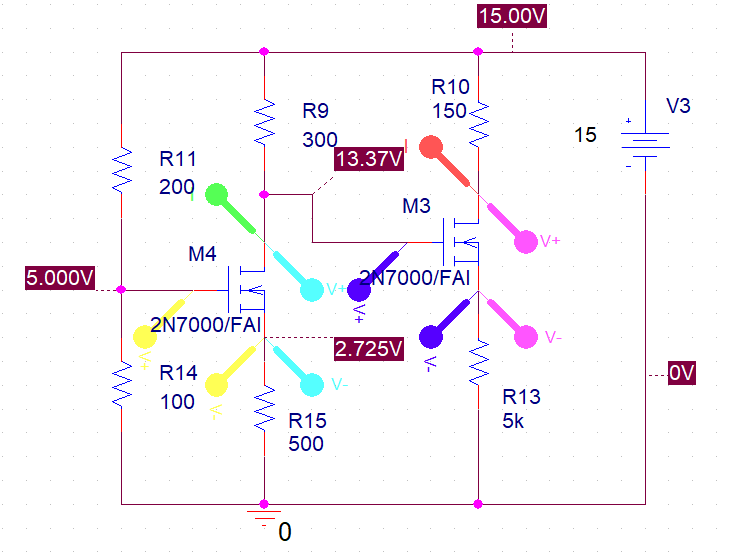 15.00V
R10
150
V3
15
+
-
R9
300
I
13.37V
R11
200
I
M3
V+
M4
5.000V
2N7000/FAI
V+
V+
2N7000/FAI
V+
2.725V
V-
V-
R14
100
V-
V-
0V
R13
5k
R15
500
0